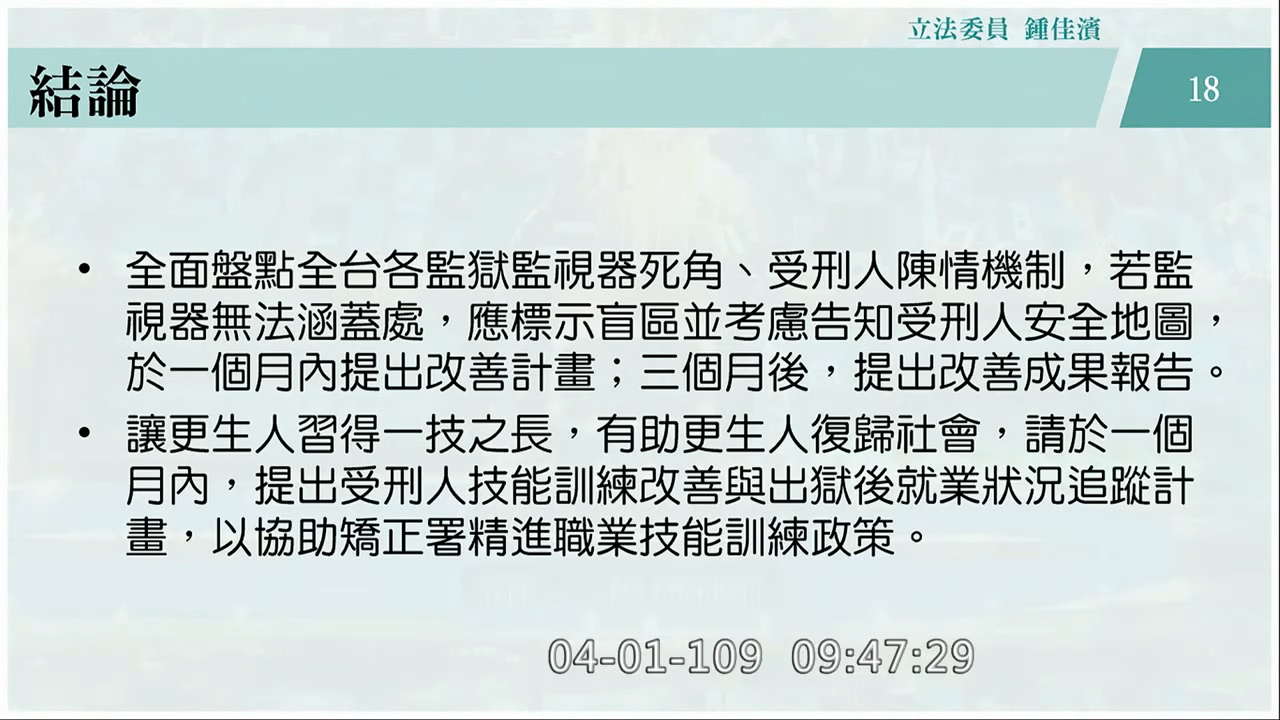 立法委員 鍾佳濱
結論
18
• 全面盤點全台各監獄監視器死角、受刑人陳情機制，若監
視器無法涵蓋處，應標示盲區並考慮告知受刑人安全地圖，
於一個月內提出改善計畫；三個月後，提出改善成果報告。
• 讓更生人習得一技之長，有助更生人復歸社會，請於一個
月內，提出受刑人技能訓練改善與出獄後就業狀況追蹤計
畫，以協助矯正署精進職業技能訓練政策。
04-01-109 09:47:29